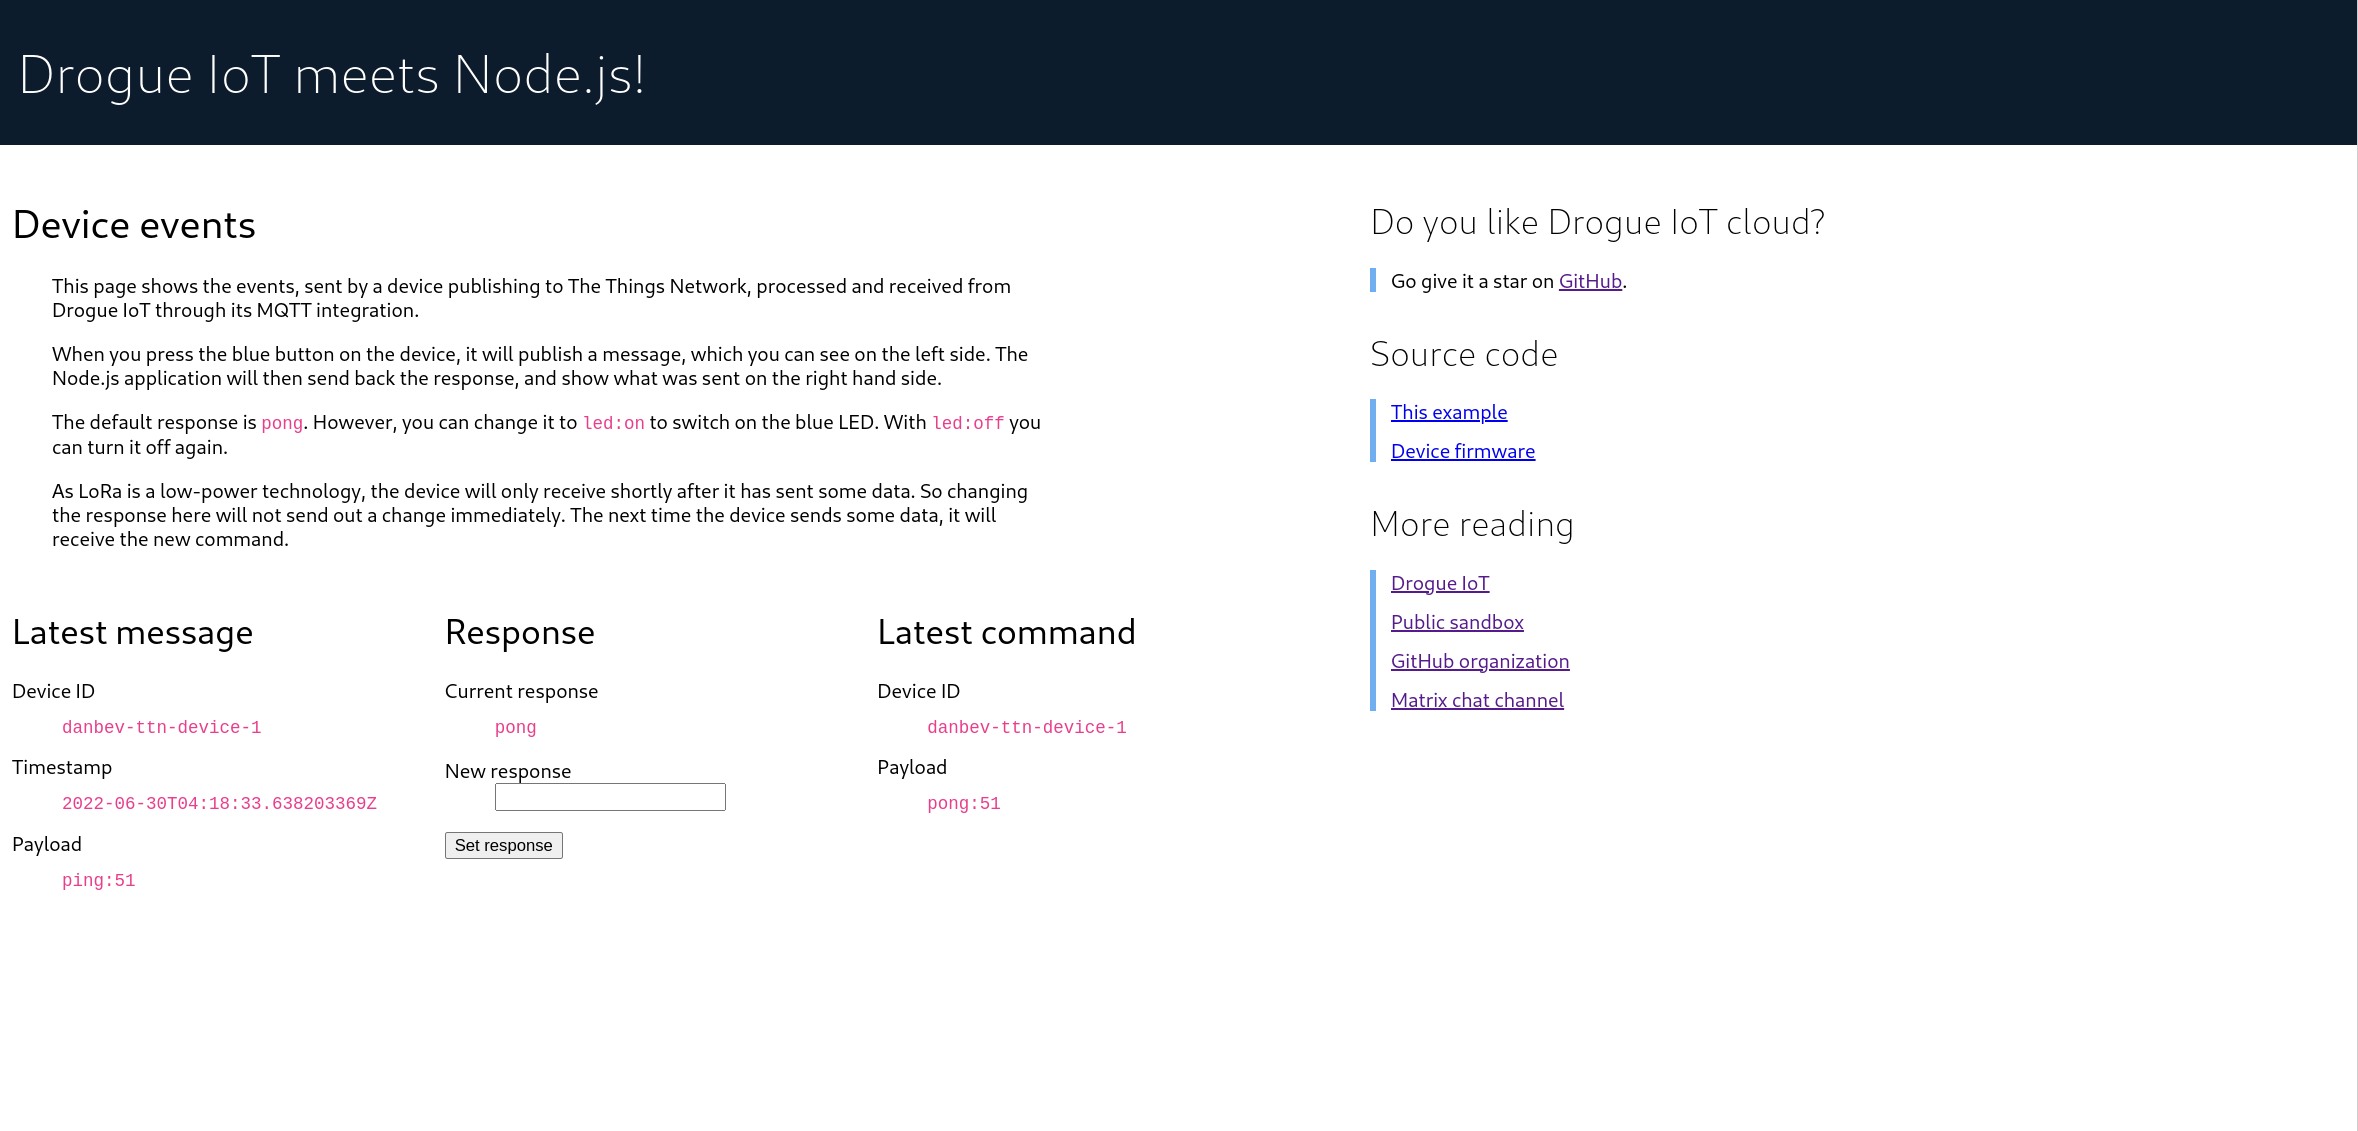 Drogue IoT meets Node.js!
Device events
This page shows the events, sent by a device publishing to The Things Network, processed and received from
Drogue IoT through its MQTT integration.
When you press the blue button on the device, it will publish a message, which you can see on the left side. The
Node.js application will then send back the response, and show what was sent on the right hand side.
The default response is pong. However, you can change it to led:on to switch on the blue LED. With led:off you
can turn it off again.
As LoRa is a low-power technology, the device will only receive shortly after it has sent some data. So changing
the response here will not send out a change immediately. The next time the device sends some data, it will
receive the new command.
Latest message
Device ID
danbev-ttn-device-1
Timestamp
2022-06-30T04:18:33.638203369Z
Payload
ping:51
Response
Current response
pong
New response
Set response
Latest command
Device ID
danbev-ttn-device-1
Payload
pong:51
Do you like Drogue IoT cloud?
Go give it a star on GitHub.
Source code
This example
Device firmware
More reading
Drogue IoT
Public sandbox
GitHub organization
Matrix chat channel